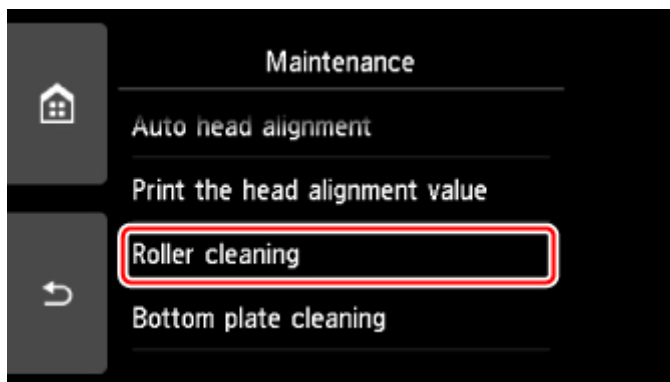 Maintenance
Auto head alignment
Print the head alignment value
Roller cleaning
Bottom plate cleaning